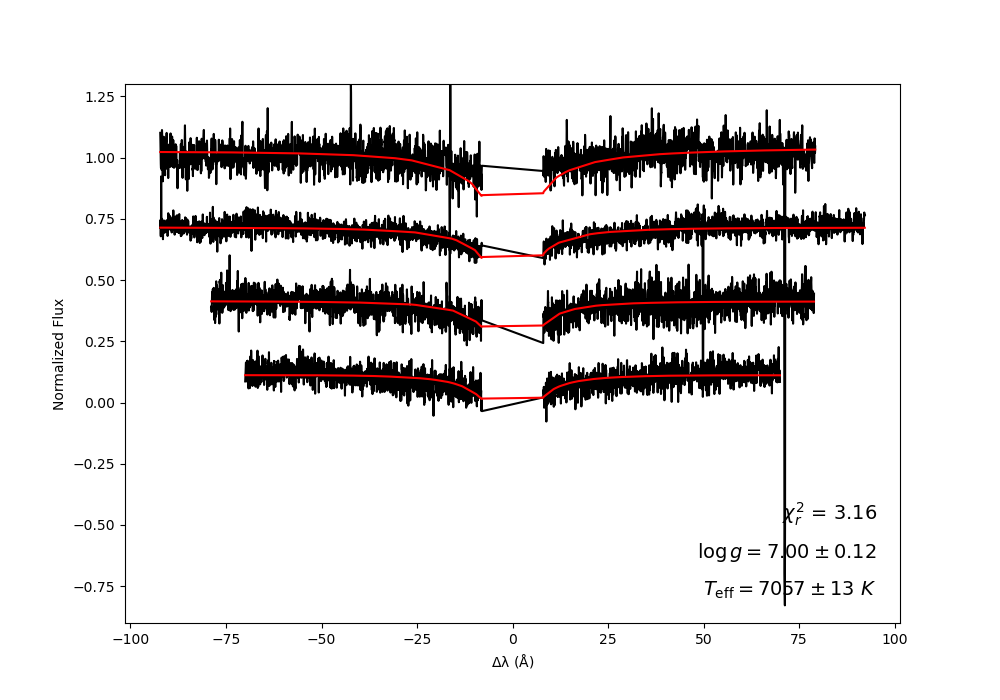 1.25
1.00
0.75
0.50
0.25
0.00
−0.25
−0.50
−0.75
Normalized Flux
χ²ᵣ = 3.16
log g = 7.00 ± 0.12
T_eff = 7057 ± 13 K
−100 −75 −50 −25 0 25 50 75 100
Δλ (Å)